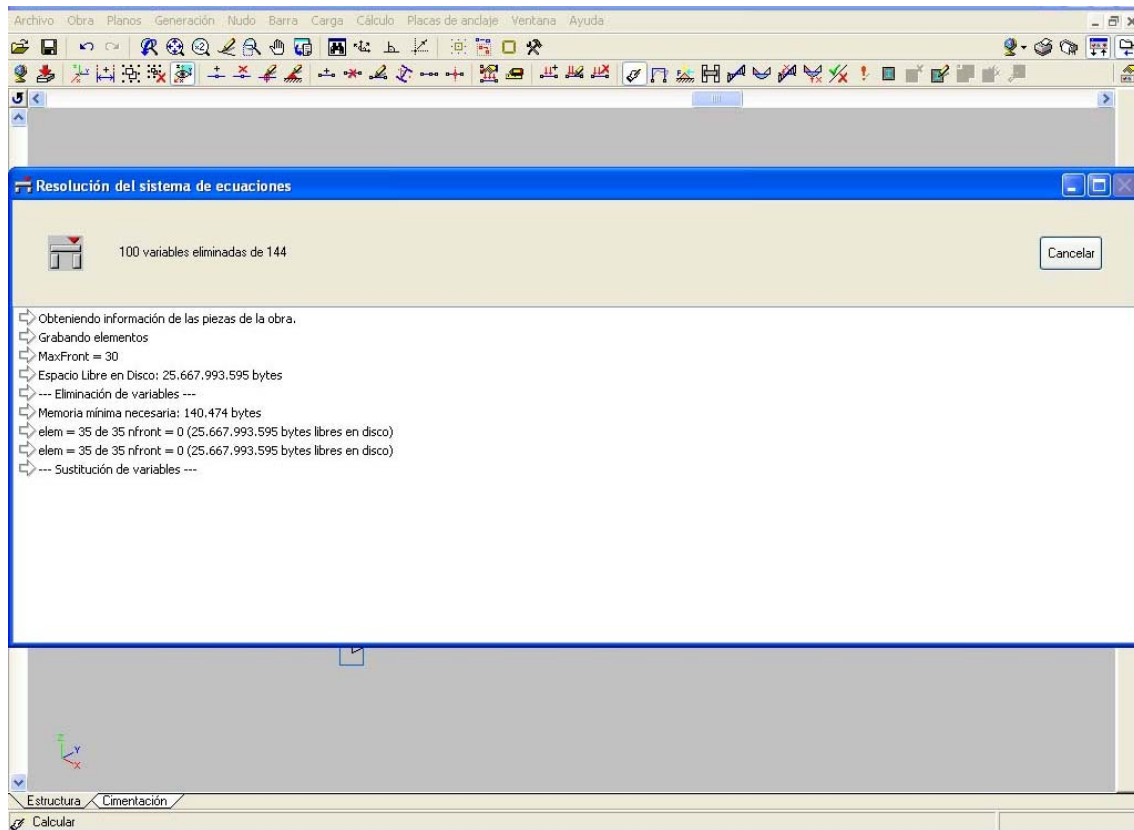 Archivo Obra Planos Generación Nudo Barra Carga Cálculo Placas de anclaje Ventana Ayuda
Resolución del sistema de ecuaciones
100 variables eliminadas de 144
Cancelar
Obteniendo información de las piezas de la obra.
Grabando elementos
MaxFront = 30
Espacio Libre en Disco: 25.667.993.595 bytes
--- Eliminación de variables ---
Memoria mínima necesaria: 140.474 bytes
elem = 35 de 35 nfront = 0 (25.667.993.595 bytes libres en disco)
elem = 35 de 35 nfront = 0 (25.667.993.595 bytes libres en disco)
--- Sustitución de variables ---
Z
Y
X
Estructura Cimentación
Calcular